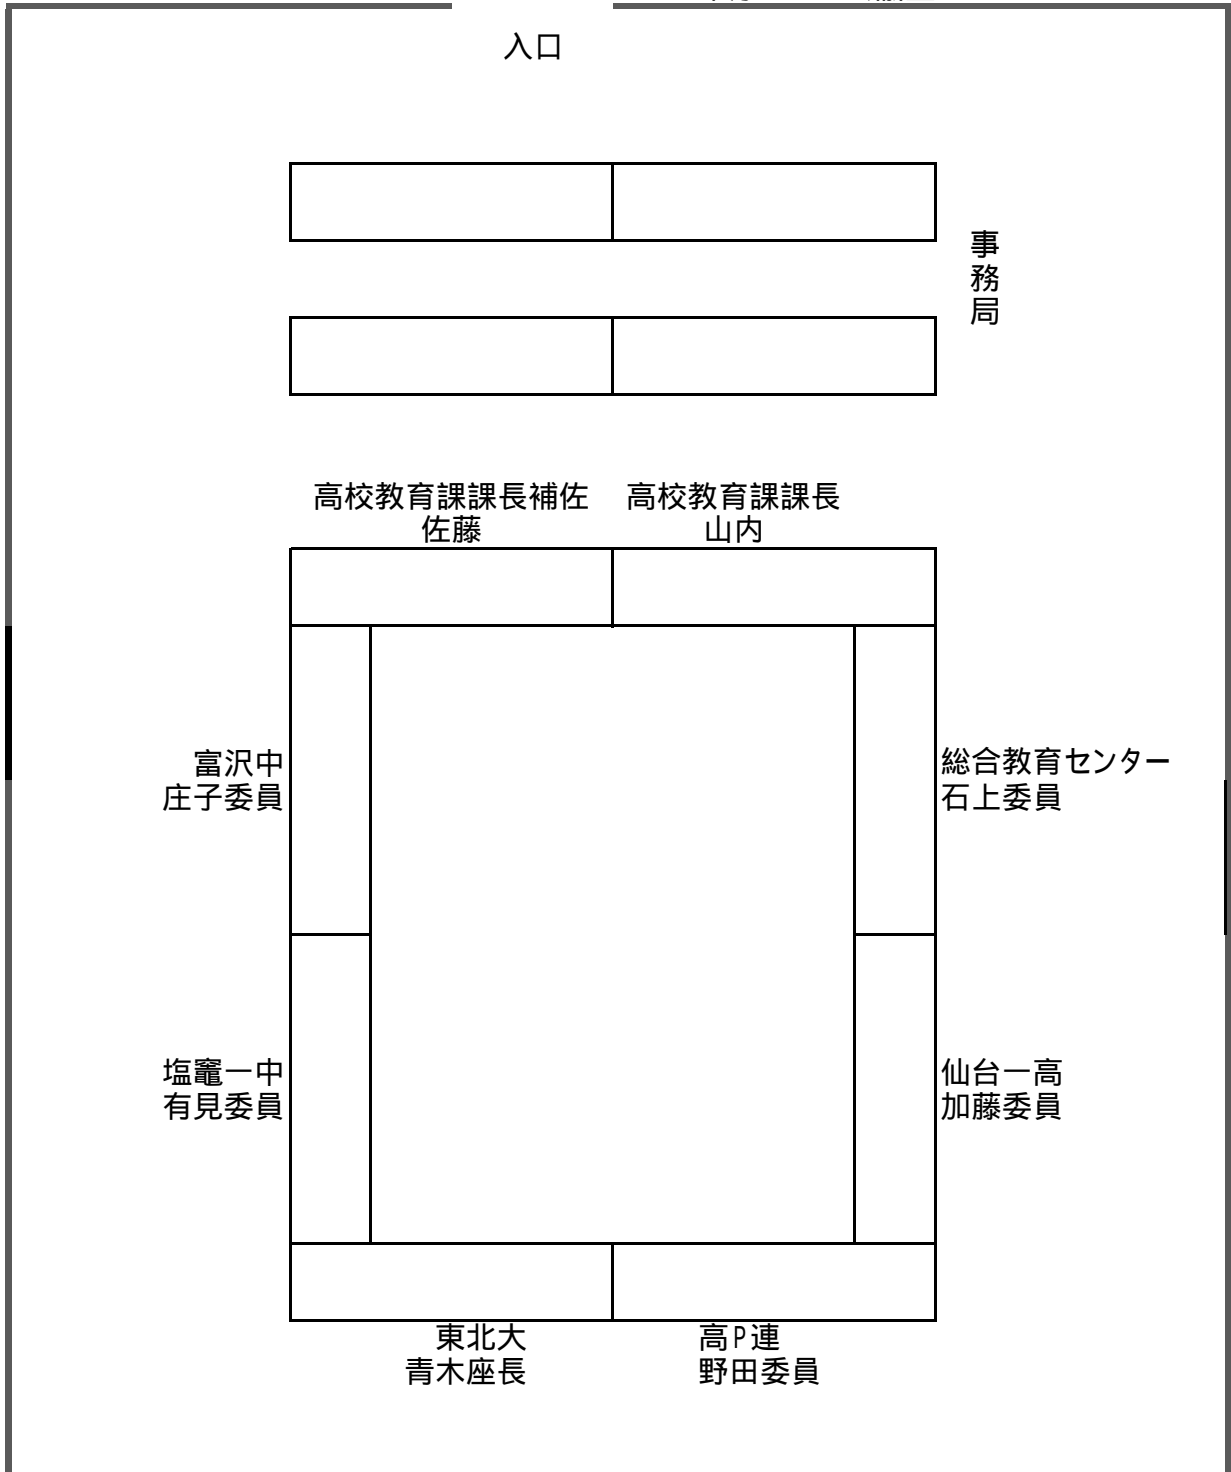 入口
事務局
高校教育課課長補佐
佐藤
高校教育課課長
山内
富沢中
庄子委員
総合教育センター
石上委員
塩竈一中
有見委員
仙台一高
加藤委員
東北大
青木座長
高P連
野田委員